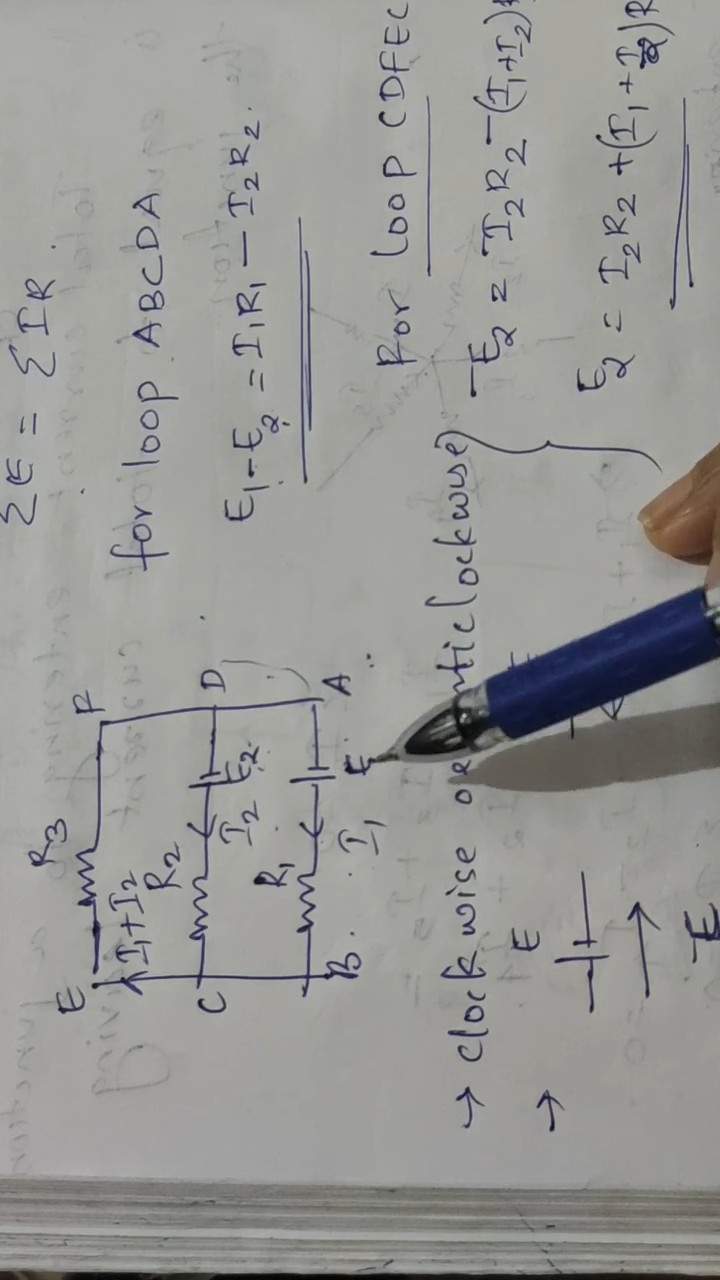 ΣE = ΣIR.
for loop ABCDA
E₁-E₂ = I₁R₁ - I₂R₂.
For loop CDFEC
-E₂ = -I₂R₂ -(I₁+I₂)
E₂ = I₂R₂ +(I₁+I₂)R
E
R₃
F
I₁+I₂
R₂
C
I₂
E₂
D
R₁
B
I₁
E
A
→ clockwise or anticlockwise
→
E
E